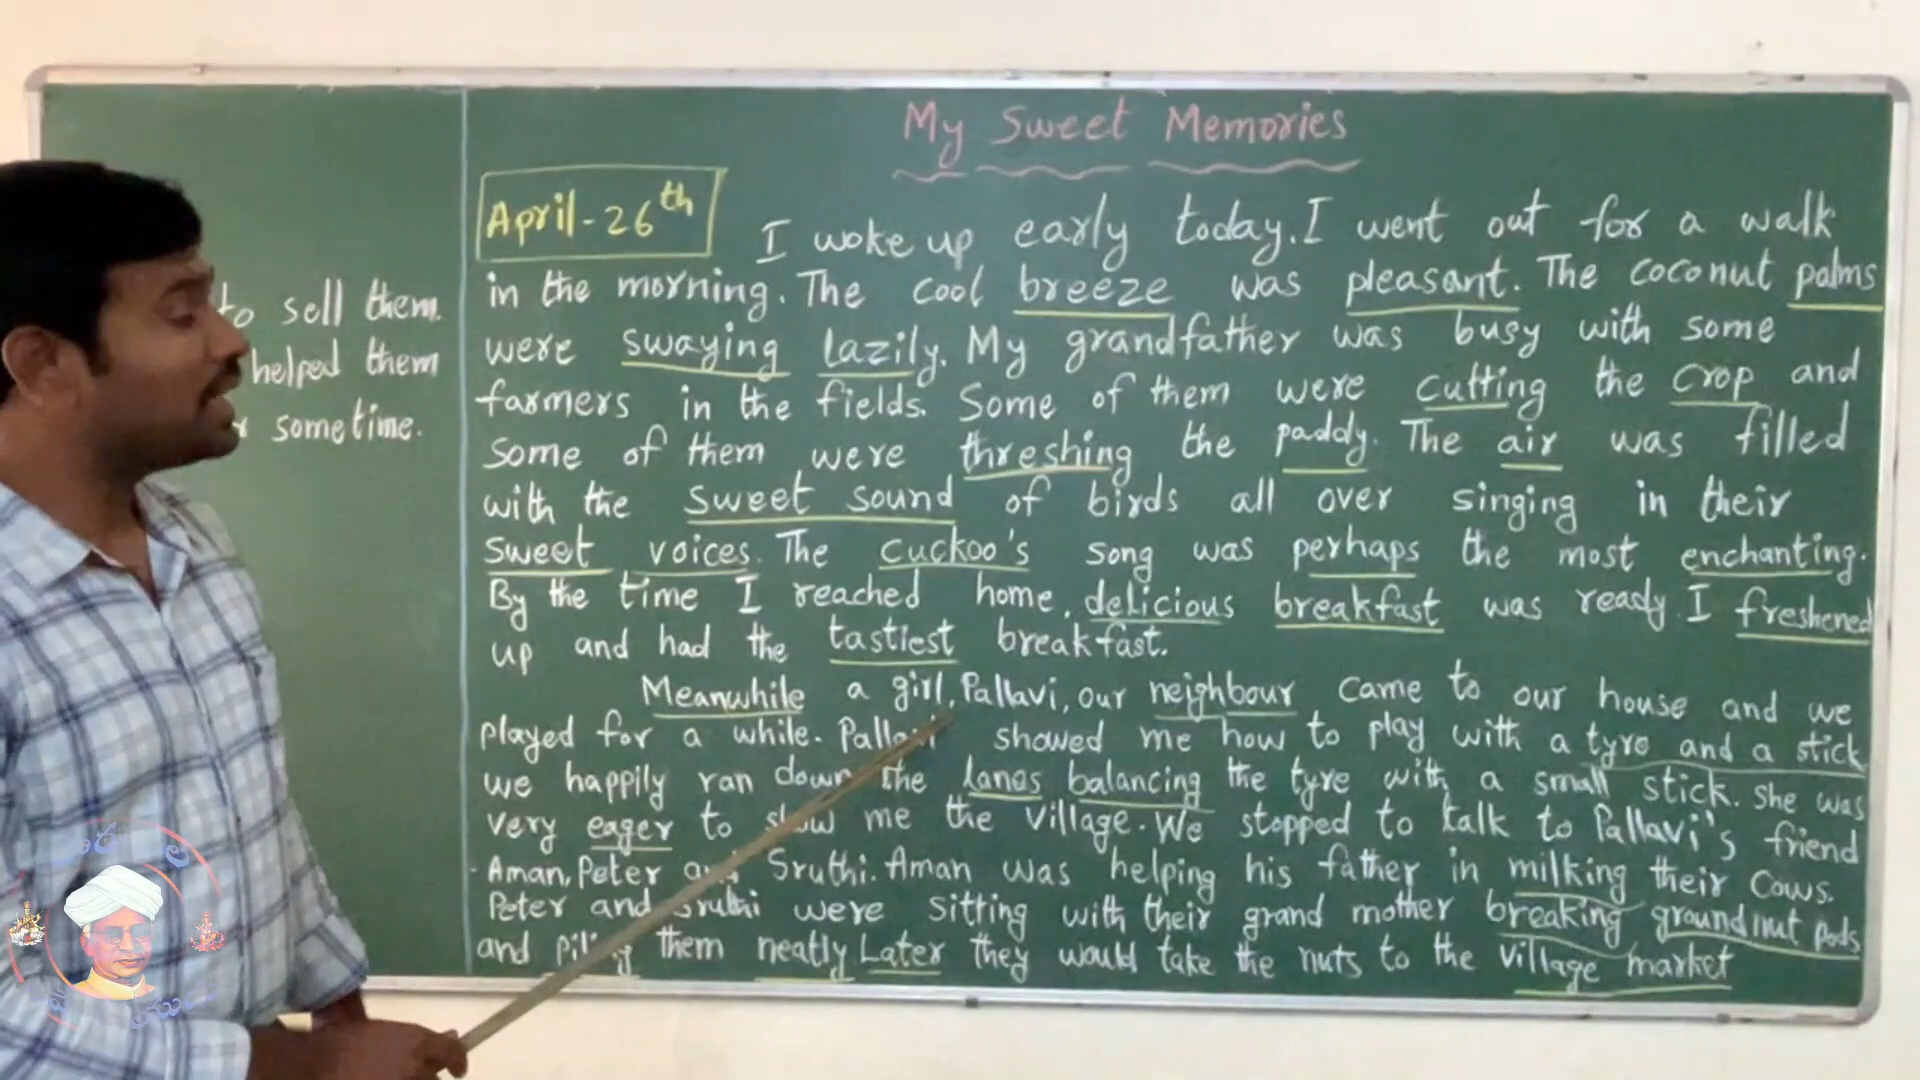 My Sweet Memories
April-26th
I woke up early today. I went out for a walk
in the morning. The cool breeze was pleasant. The coconut palms
were swaying lazily. My grandfather was busy with some
farmers in the fields. Some of them were cutting the crop and
some of them were threshing the paddy. The air was filled
with the sweet sound of birds all over singing in their
sweet voices. The cuckoo's song was perhaps the most enchanting.
By the time I reached home, delicious breakfast was ready I freshened
up and had the tastiest breakfast.
Meanwhile a girl, Pallavi, our neighbour came to our house and we
played for a while. showed me how to play with a tyre and a stick
we happily ran down the lanes balancing the tyre with a small stick. She was
very eager to show me the village. We stopped to talk to Pallavi's friend
Aman, Peter and Sruthi. Aman was helping his father in milking their cows.
Peter and Sruthi were sitting with their grand mother breaking groundnut pods
and them neatly Later they would take the nuts to the village market
to sell them.
helped them
sometime.